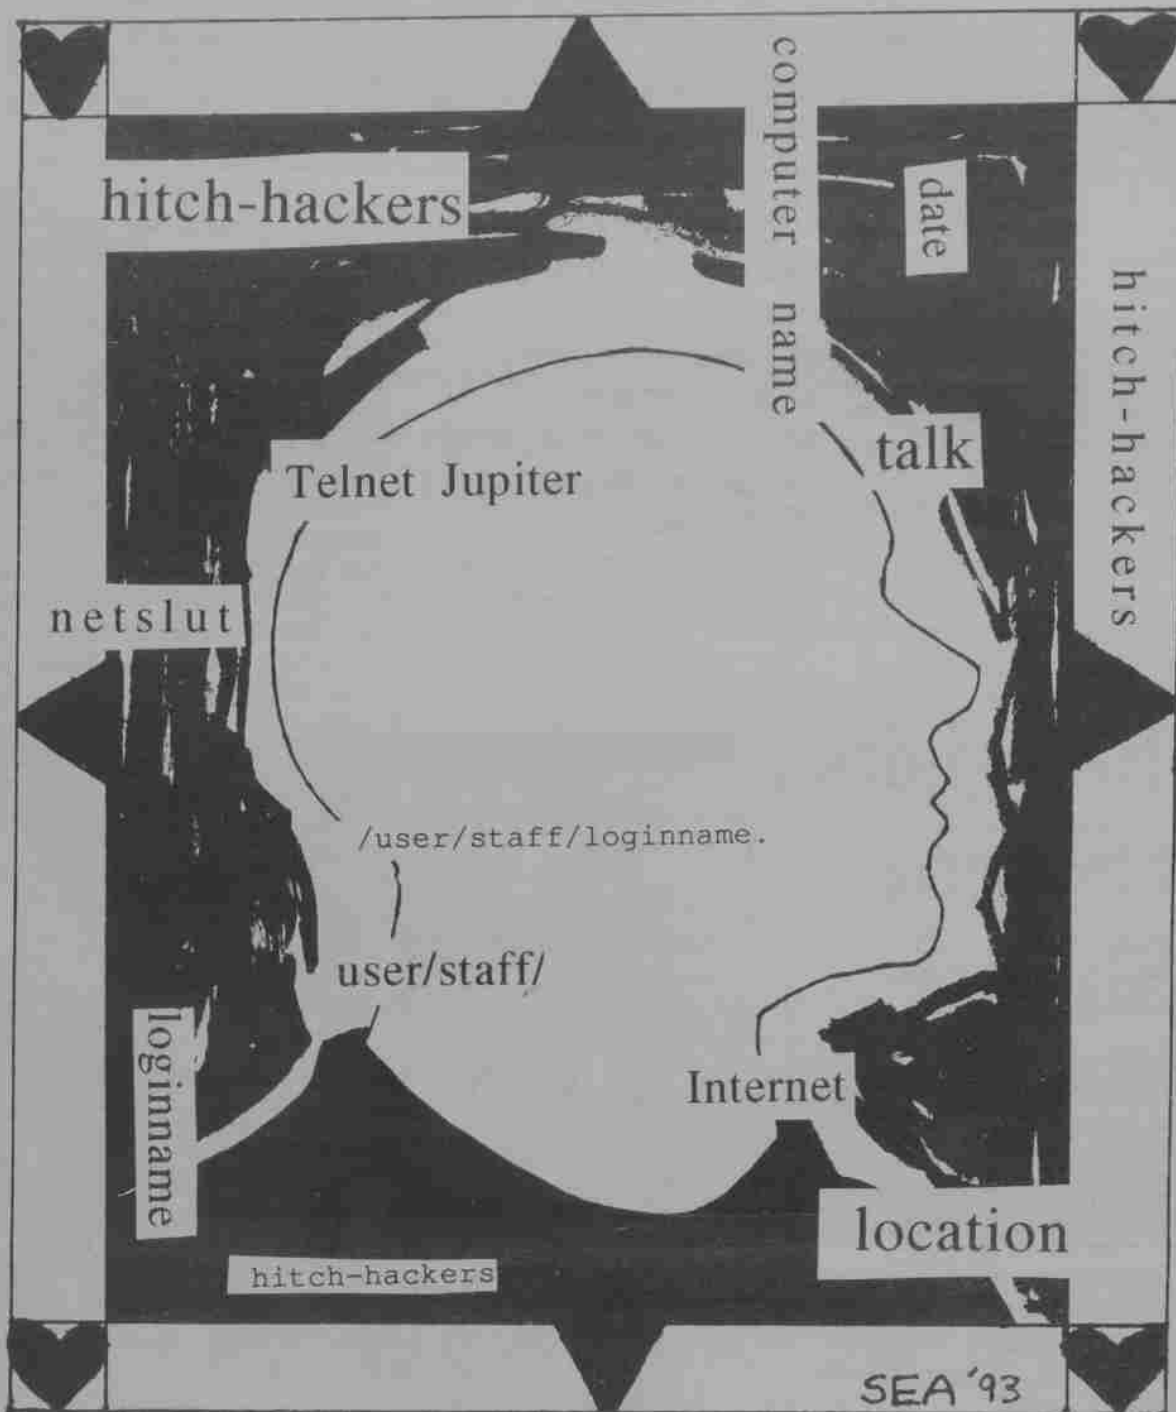 computer name
hitch-hackers
date
hitch-hackers
talk
Telnet Jupiter
netslut
/user/staff/loginname.
user/staff/
loginname
Internet
location
hitch-hackers
SEA '93